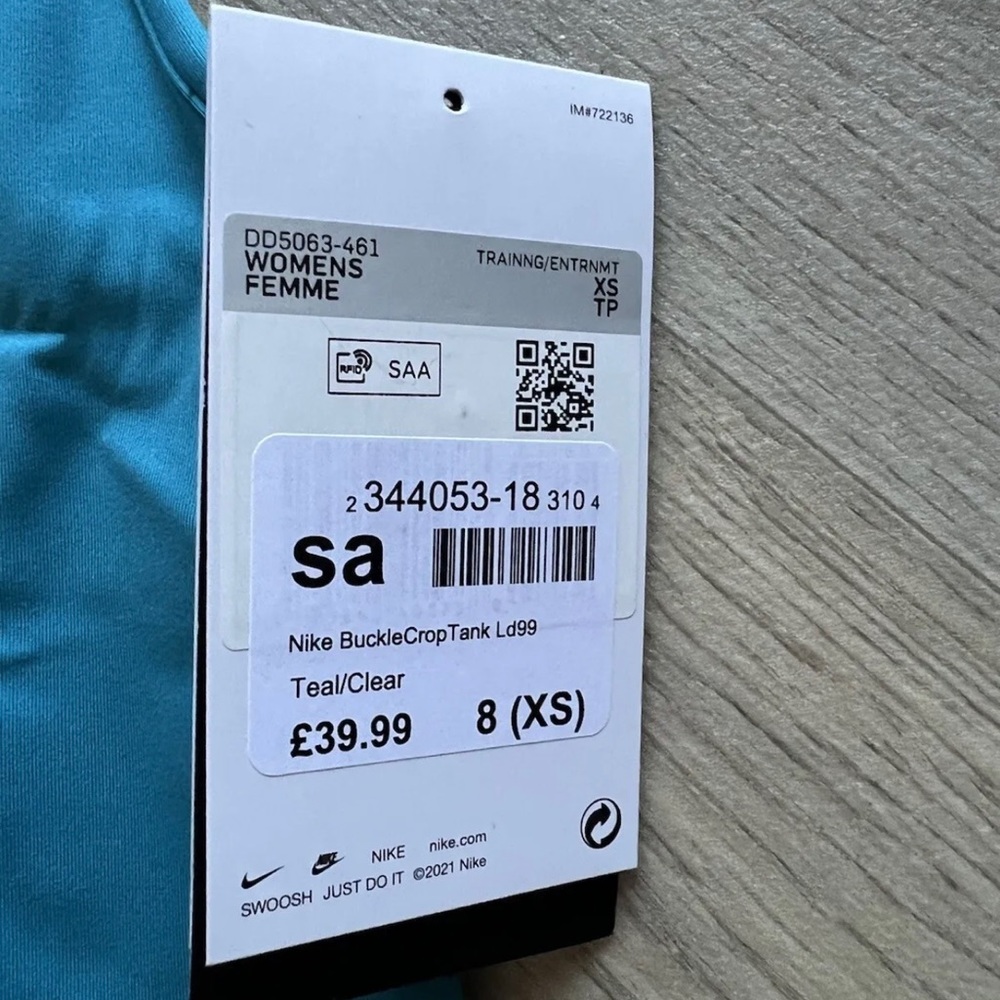 IM#722136
DD5063-461
WOMENS
FEMME
TRAINNG/ENTRNMT
XS
TP
RFID SAA
2 344053-18 310 4
sa
Nike BuckleCropTank Ld99
Teal/Clear
£39.99 8 (XS)
NIKE NIKE nike.com
SWOOSH JUST DO IT ©2021 Nike